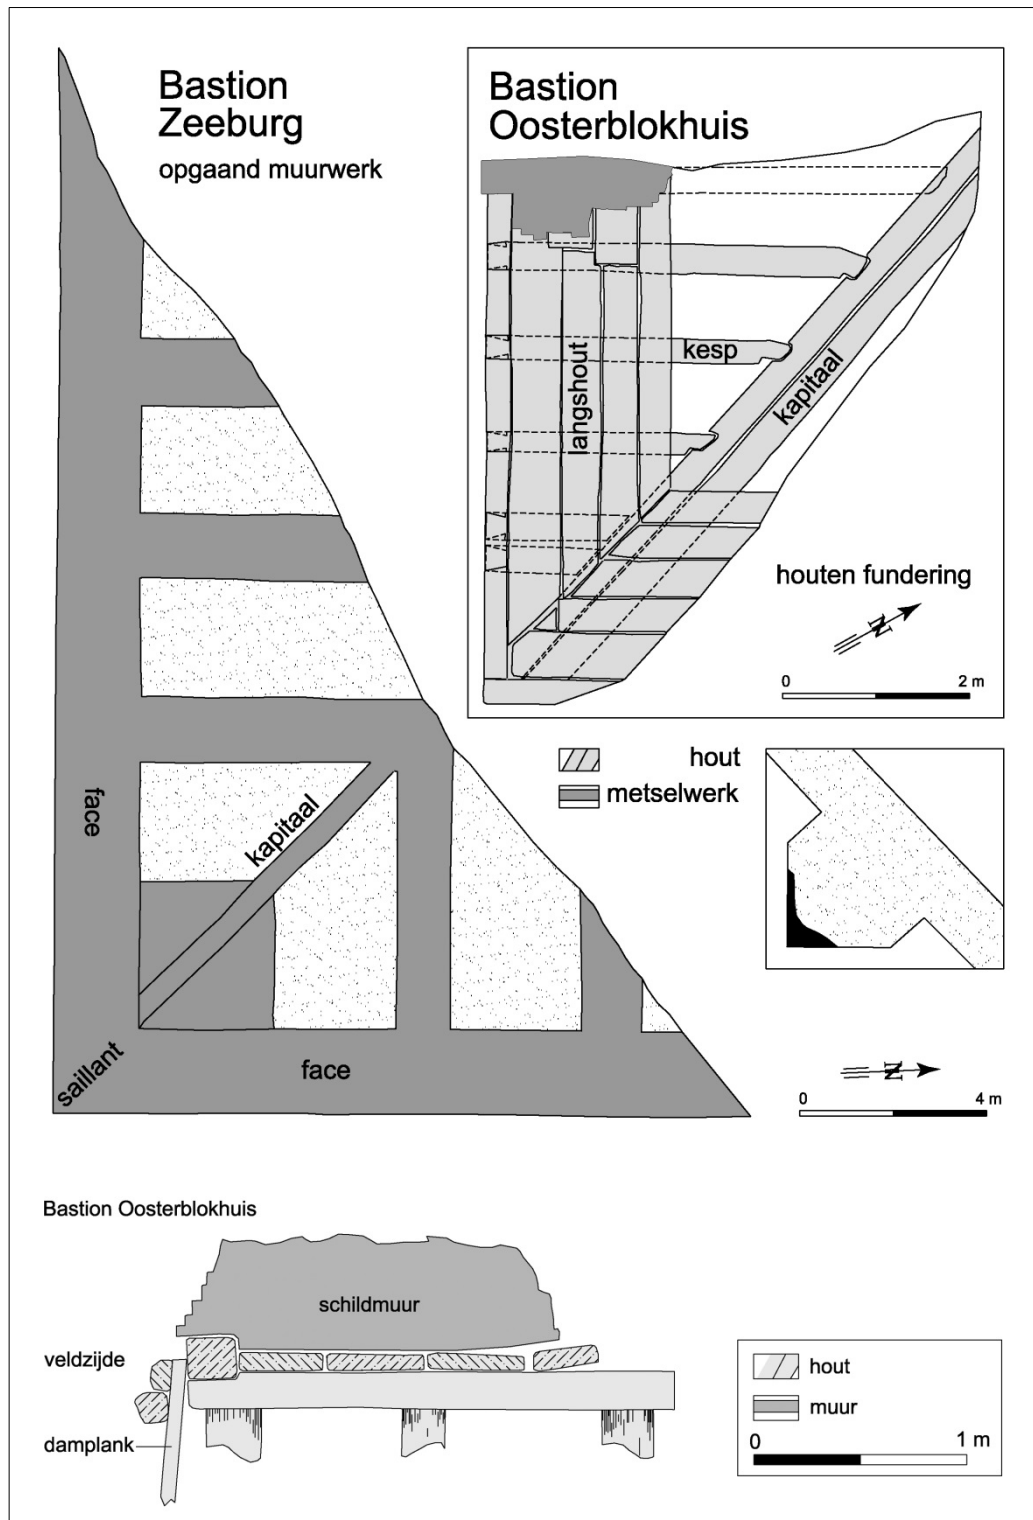 Bastion
Zeeburg
opgaand muurwerk
face
kapitaal
saillant
face
Bastion
Oosterblokhuis
langshout
kesp
kapitaal
houten fundering
N
0 2 m
hout
metselwerk
N
0 4 m
Bastion Oosterblokhuis
schildmuur
veldzijde
damplank
hout
muur
0 1 m